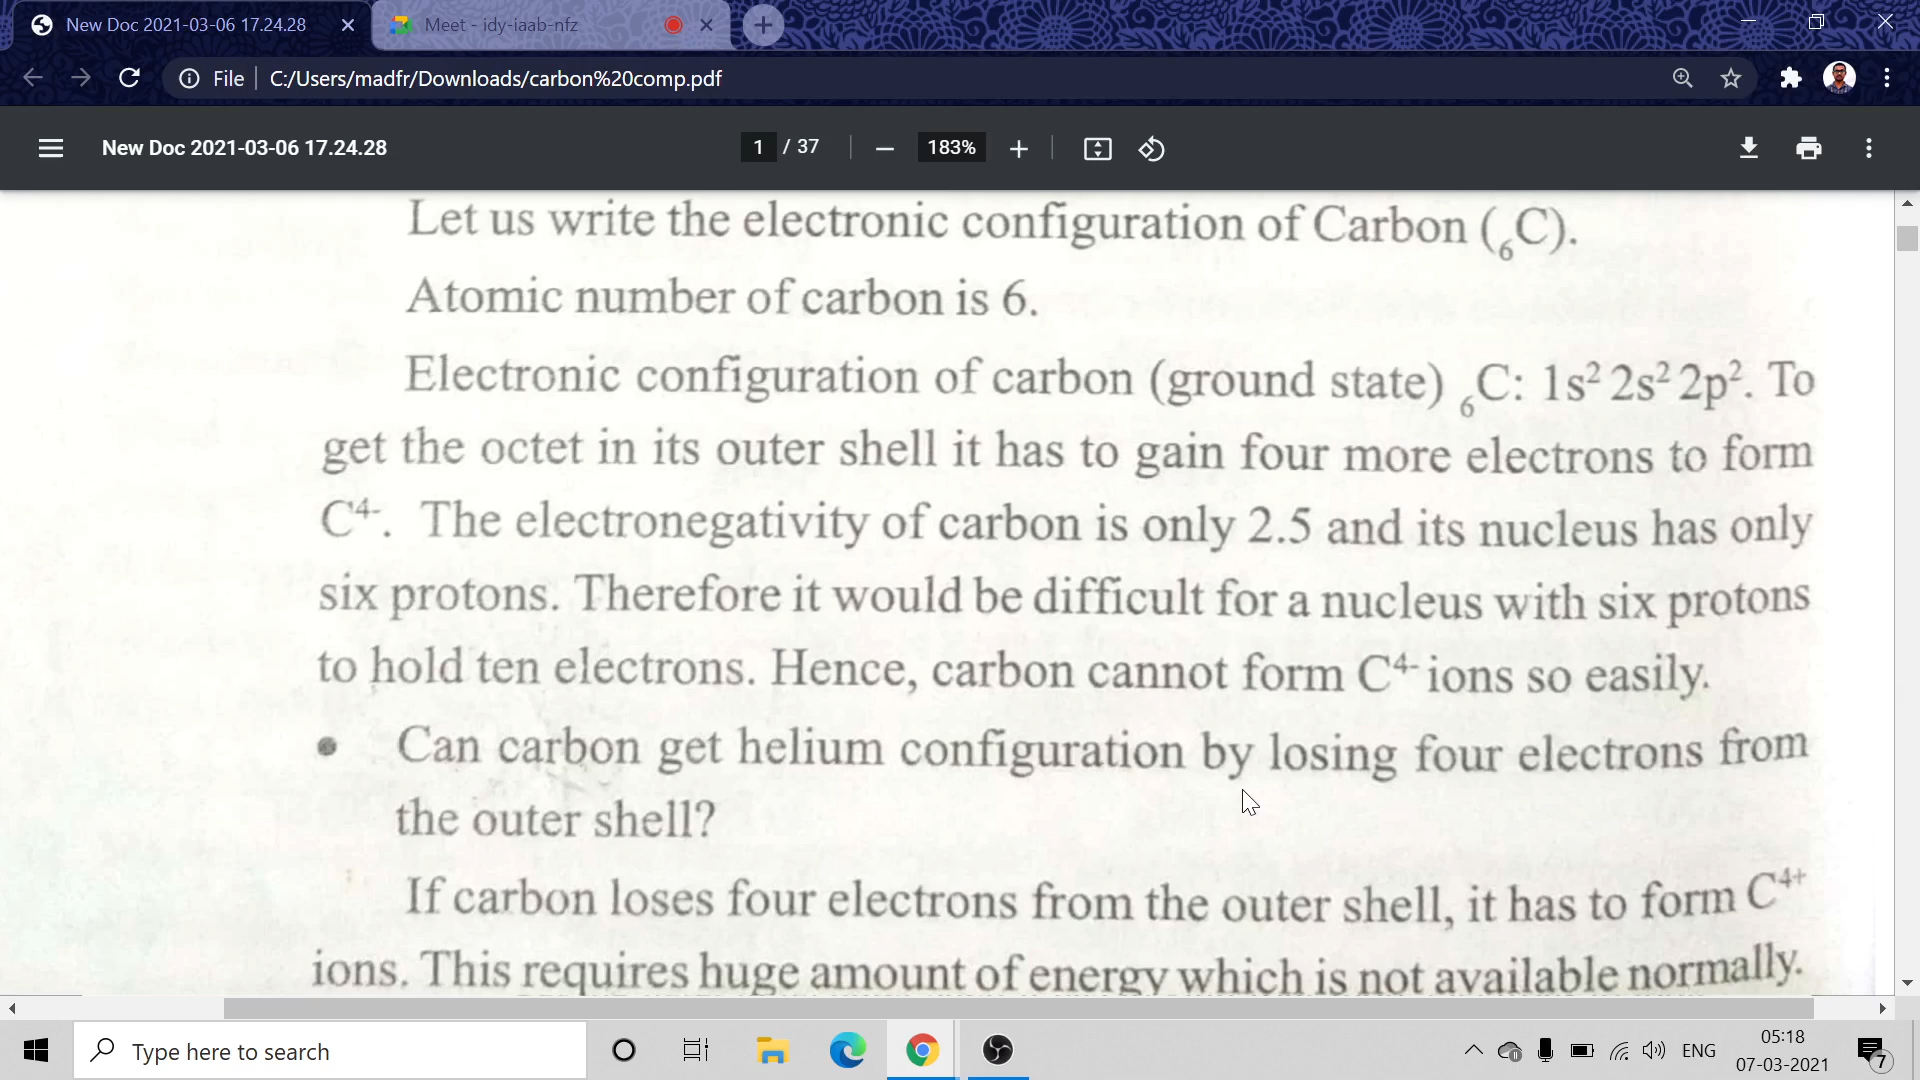 New Doc 2021-03-06 17.24.28
Meet - idy-iaab-nfz
File
C:/Users/madfr/Downloads/carbon%20comp.pdf
New Doc 2021-03-06 17.24.28
1 / 37
183%
Let us write the electronic configuration of Carbon (₆C).
Atomic number of carbon is 6.
Electronic configuration of carbon (ground state) ₆C: 1s² 2s² 2p². To
get the octet in its outer shell it has to gain four more electrons to form
C⁴⁻. The electronegativity of carbon is only 2.5 and its nucleus has only
six protons. Therefore it would be difficult for a nucleus with six protons
to hold ten electrons. Hence, carbon cannot form C⁴⁻ ions so easily.
• Can carbon get helium configuration by losing four electrons from
the outer shell?
If carbon loses four electrons from the outer shell, it has to form C⁴⁺
ions. This requires huge amount of energy which is not available normally.
Type here to search
ENG
05:18
07-03-2021
7